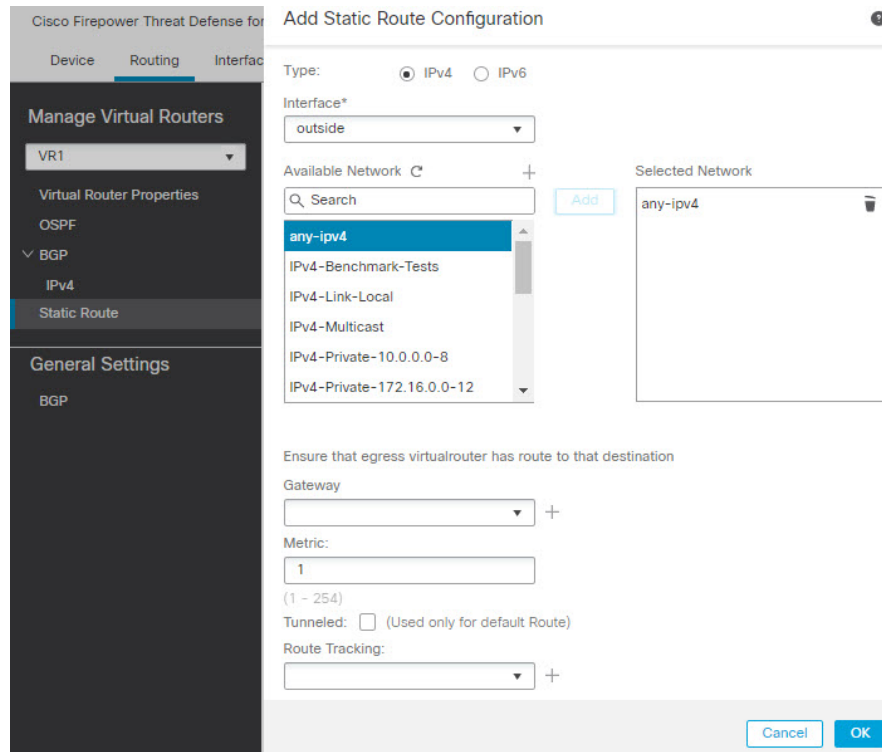 Cisco Firepower Threat Defense for
Device Routing Interfac
Manage Virtual Routers
VR1
Virtual Router Properties
OSPF
BGP
IPv4
Static Route
General Settings
BGP
Add Static Route Configuration
?
Type: IPv4 IPv6
Interface*
outside
Available Network
Selected Network
Search
Add
any-ipv4
any-ipv4
IPv4-Benchmark-Tests
IPv4-Link-Local
IPv4-Multicast
IPv4-Private-10.0.0.0-8
IPv4-Private-172.16.0.0-12
Ensure that egress virtualrouter has route to that destination
Gateway
Metric:
1
(1 - 254)
Tunneled: (Used only for default Route)
Route Tracking:
Cancel OK